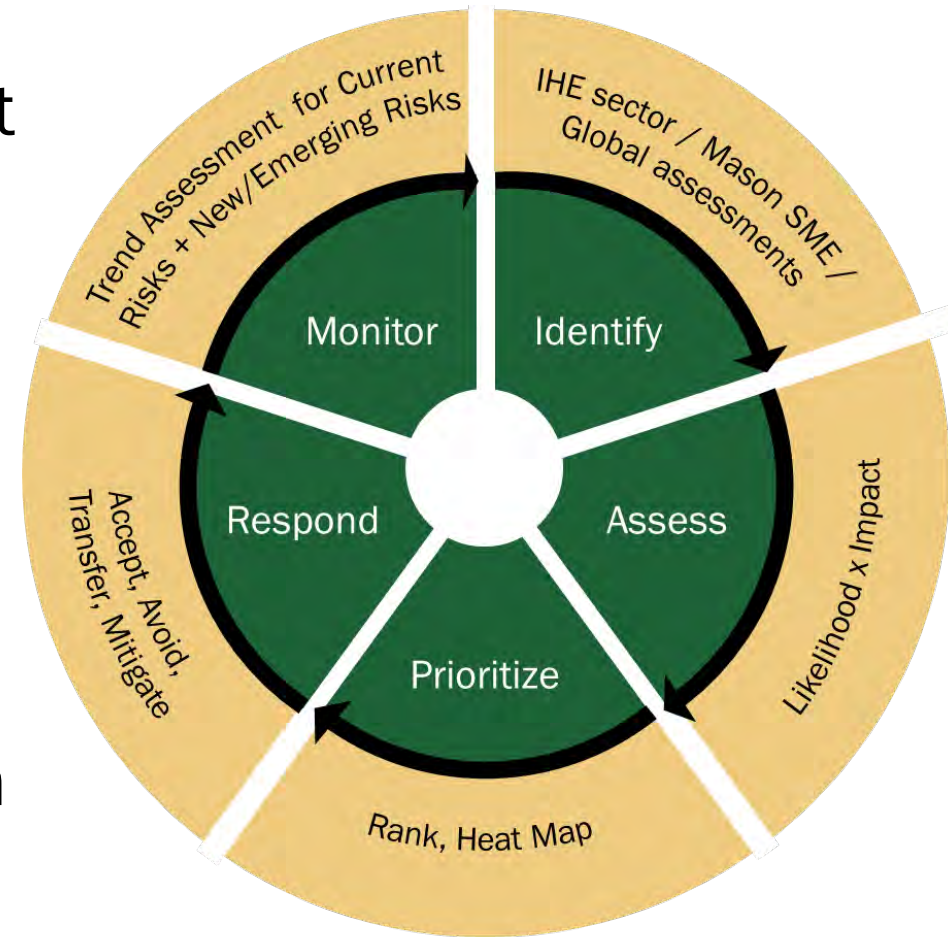 t
IHE sector / Mason SME /
Global assessments
Identify
Likelihood x Impact
Assess
Rank, Heat Map
Prioritize
Accept, Avoid,
Transfer, Mitigate
Respond
Trend Assessment for Current
Risks + New/Emerging Risks
Monitor